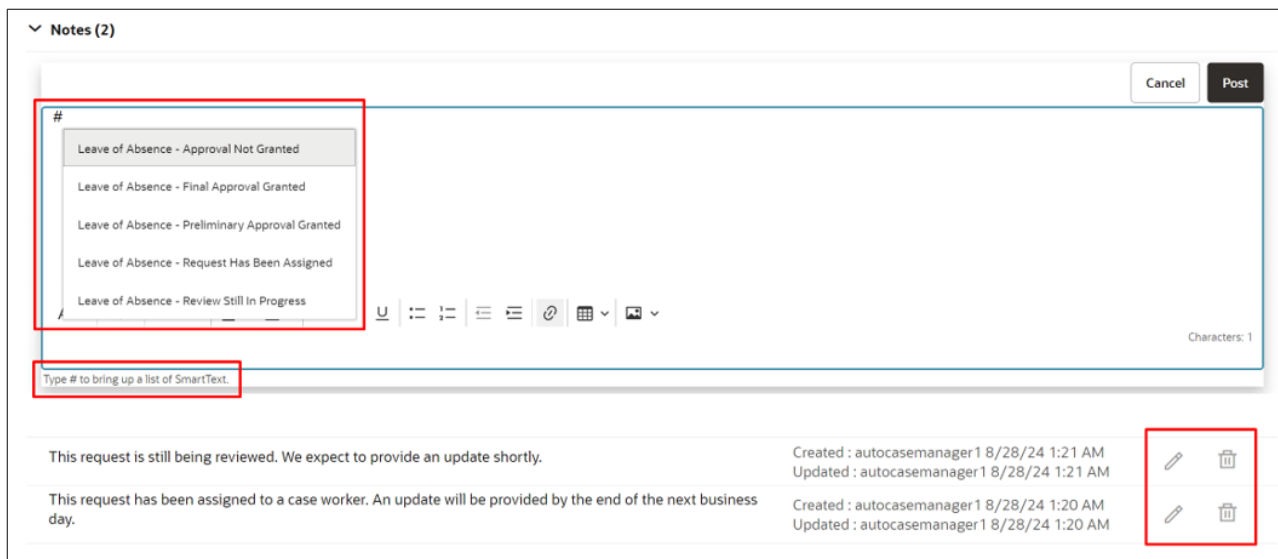 Notes (2)
Cancel
Post
#
Leave of Absence - Approval Not Granted
Leave of Absence - Final Approval Granted
Leave of Absence - Preliminary Approval Granted
Leave of Absence - Request Has Been Assigned
Leave of Absence - Review Still In Progress
U
Characters: 1
Type # to bring up a list of SmartText.
This request is still being reviewed. We expect to provide an update shortly.
Created : autocasemanager1 8/28/24 1:21 AM
Updated : autocasemanager1 8/28/24 1:21 AM
This request has been assigned to a case worker. An update will be provided by the end of the next business
day.
Created : autocasemanager1 8/28/24 1:20 AM
Updated : autocasemanager1 8/28/24 1:20 AM